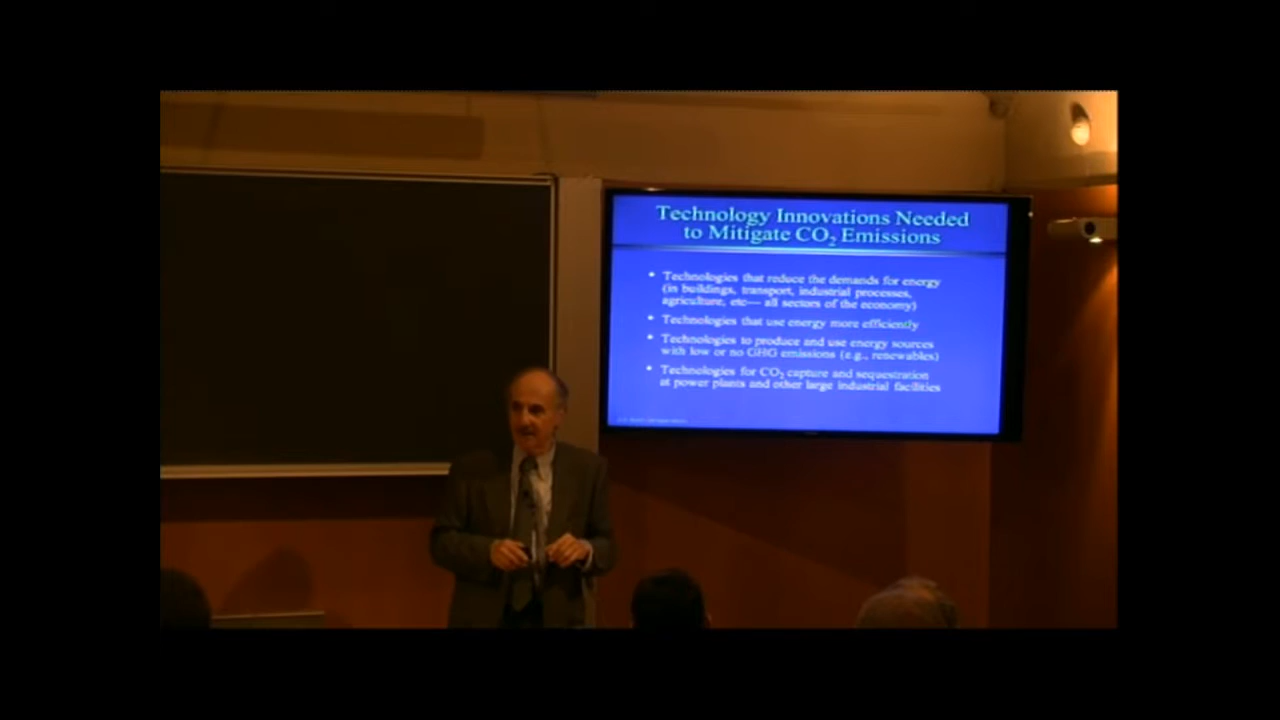 Technology Innovations Needed
to Mitigate CO₂ Emissions
• Technologies that reduce the demands for energy
(in buildings, transport, industrial processes,
agriculture, etc— all sectors of the economy)
• Technologies that use energy more efficiently
• Technologies to produce and use energy sources
with low or no GHG emissions (e.g., renewables)
• Technologies for CO₂ capture and sequestration
at power plants and other large industrial facilities